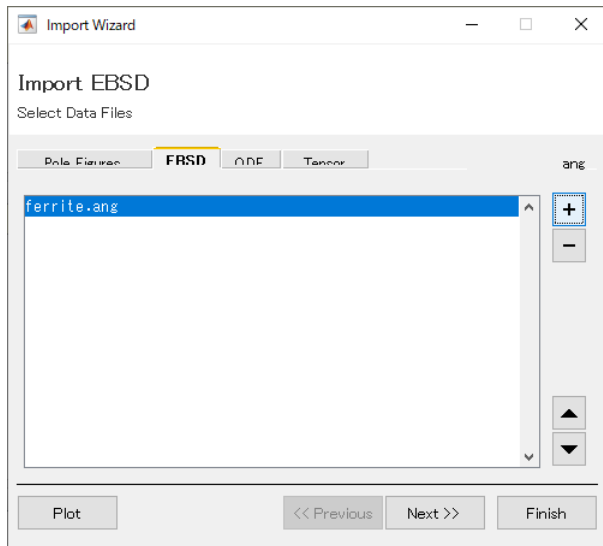 Import Wizard
Import EBSD
Select Data Files
Pole Figures EBSD ODF Tensor ang
ferrite.ang
+
-
Plot << Previous Next >> Finish